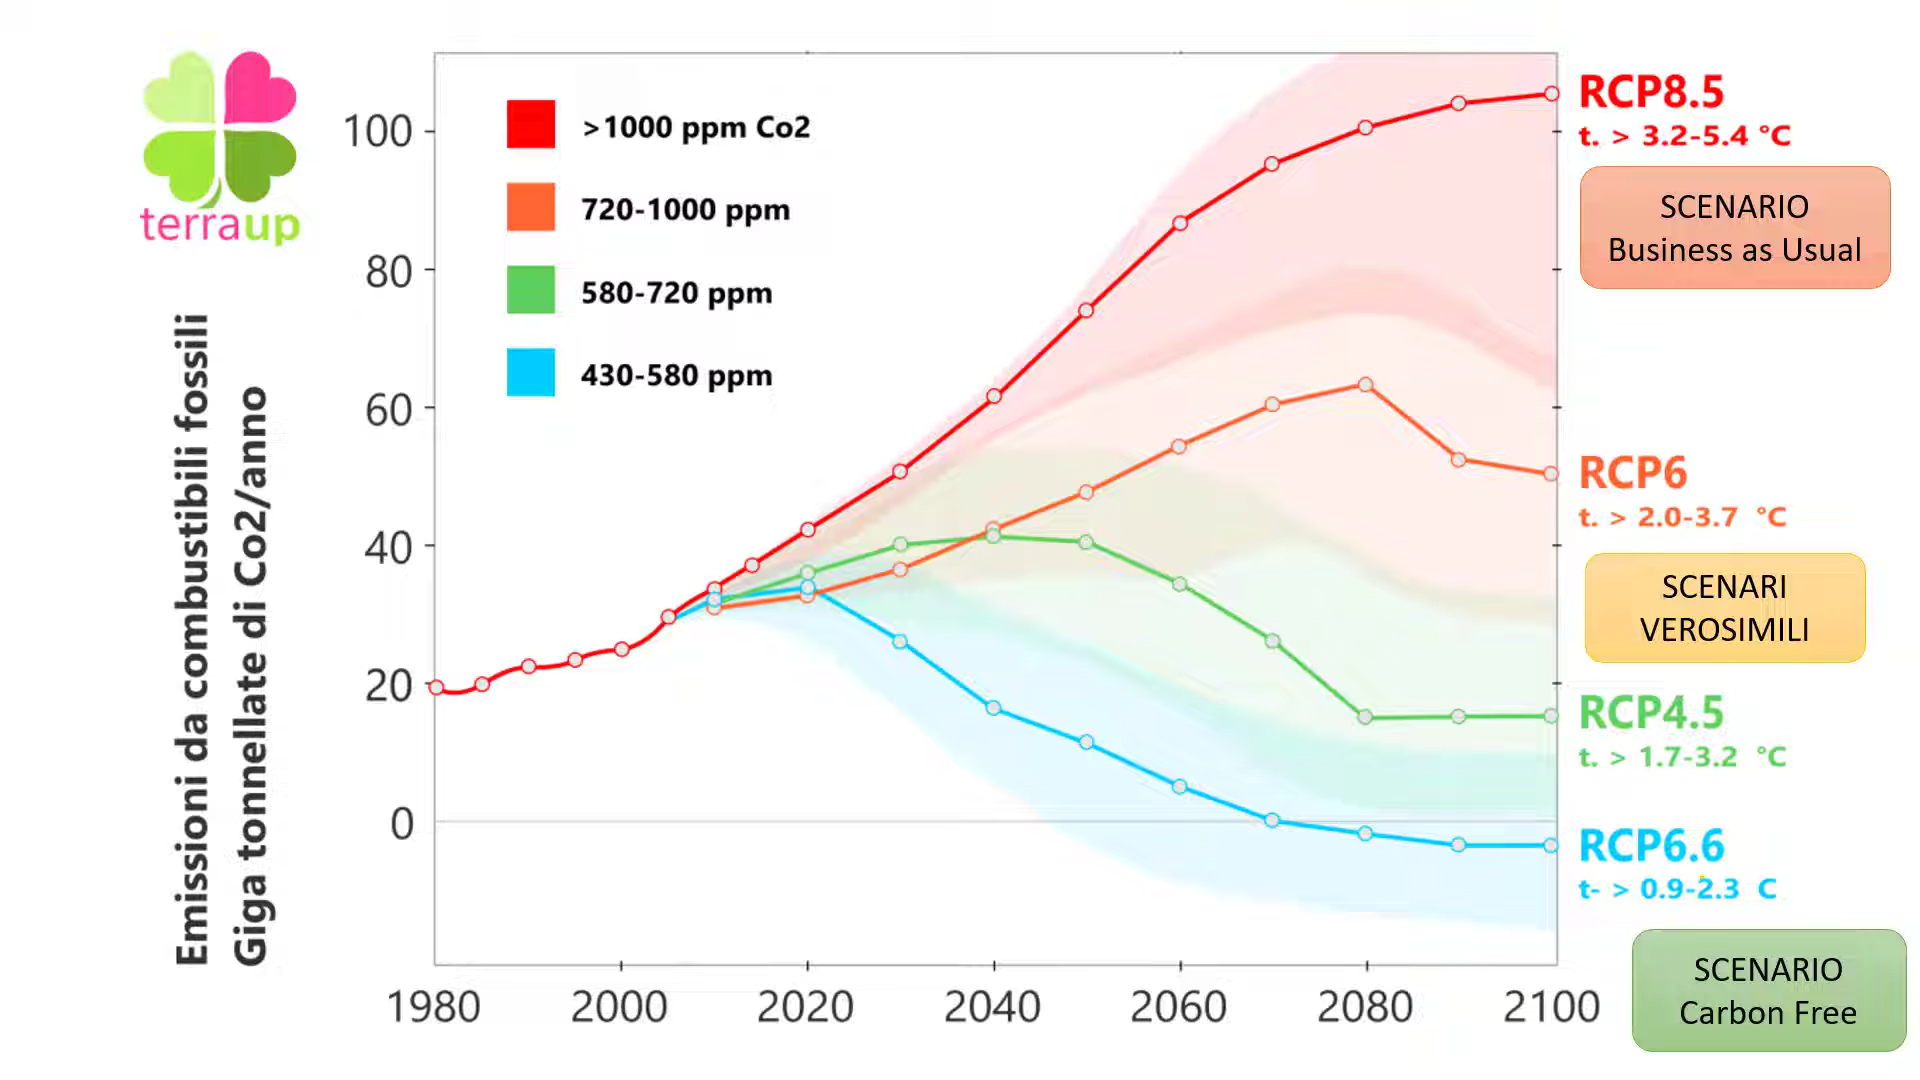 terraup
Emissioni da combustibili fossili
Giga tonnellate di Co2/anno
100
80
60
40
20
0
1980
2000
2020
2040
2060
2080
2100
>1000 ppm Co2
720-1000 ppm
580-720 ppm
430-580 ppm
RCP8.5
t. > 3.2-5.4 °C
SCENARIO
Business as Usual
RCP6
t. > 2.0-3.7 °C
SCENARI
VEROSIMILI
RCP4.5
t. > 1.7-3.2 °C
RCP6.6
t- > 0.9-2.3 C
SCENARIO
Carbon Free